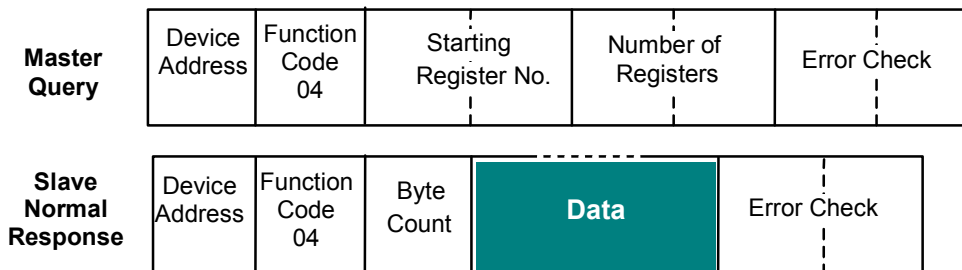 Master
Query
Device
Address
Function
Code
04
Starting
Register No.
Number of
Registers
Error Check
Slave
Normal
Response
Device
Address
Function
Code
04
Byte
Count
Data
Error Check